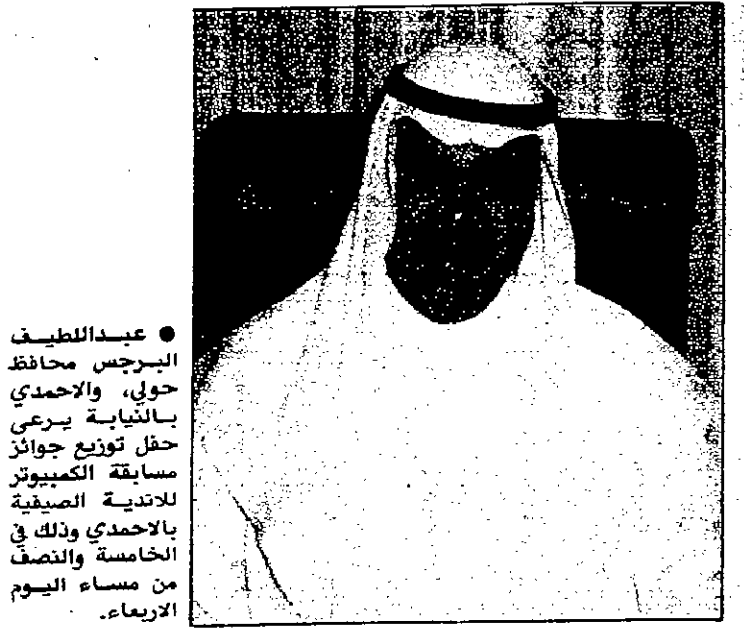 ● عبداللطيف
البرجس محافظ
حولي، والاحمدي
بالنيابة يرعى
حفل توزيع جوائز
مسابقة الكمبيوتر
للاندية الصيفية
بالاحمدي وذلك في
الخامسة والنصف
من مساء اليوم
الاربعاء.